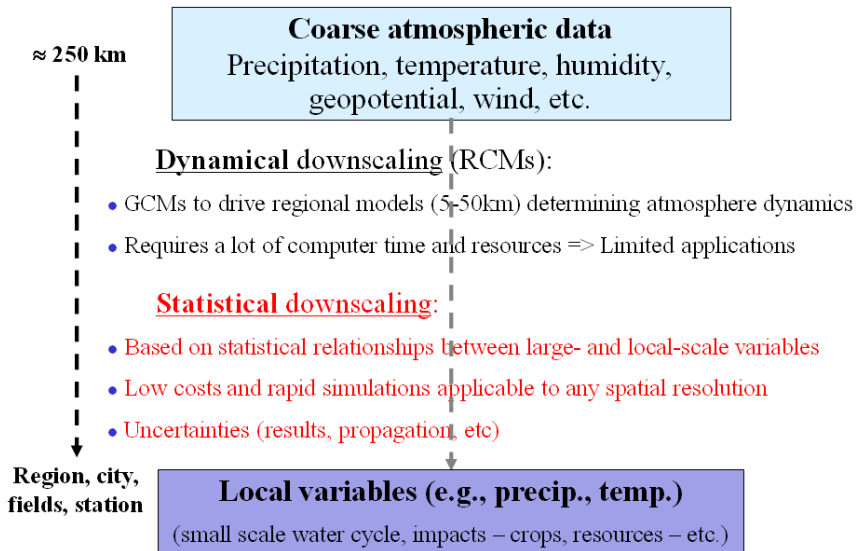 Coarse atmospheric data
Precipitation, temperature, humidity,
geopotential, wind, etc.
≈ 250 km
Dynamical downscaling (RCMs):
• GCMs to drive regional models (5-50km) determining atmosphere dynamics
• Requires a lot of computer time and resources => Limited applications
Statistical downscaling:
• Based on statistical relationships between large- and local-scale variables
• Low costs and rapid simulations applicable to any spatial resolution
• Uncertainties (results, propagation, etc)
Region, city,
fields, station
Local variables (e.g., precip., temp.)
(small scale water cycle, impacts – crops, resources – etc.)